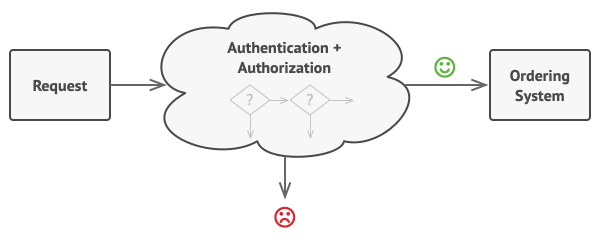 Request
Authentication +
Authorization
?
?
Ordering
System